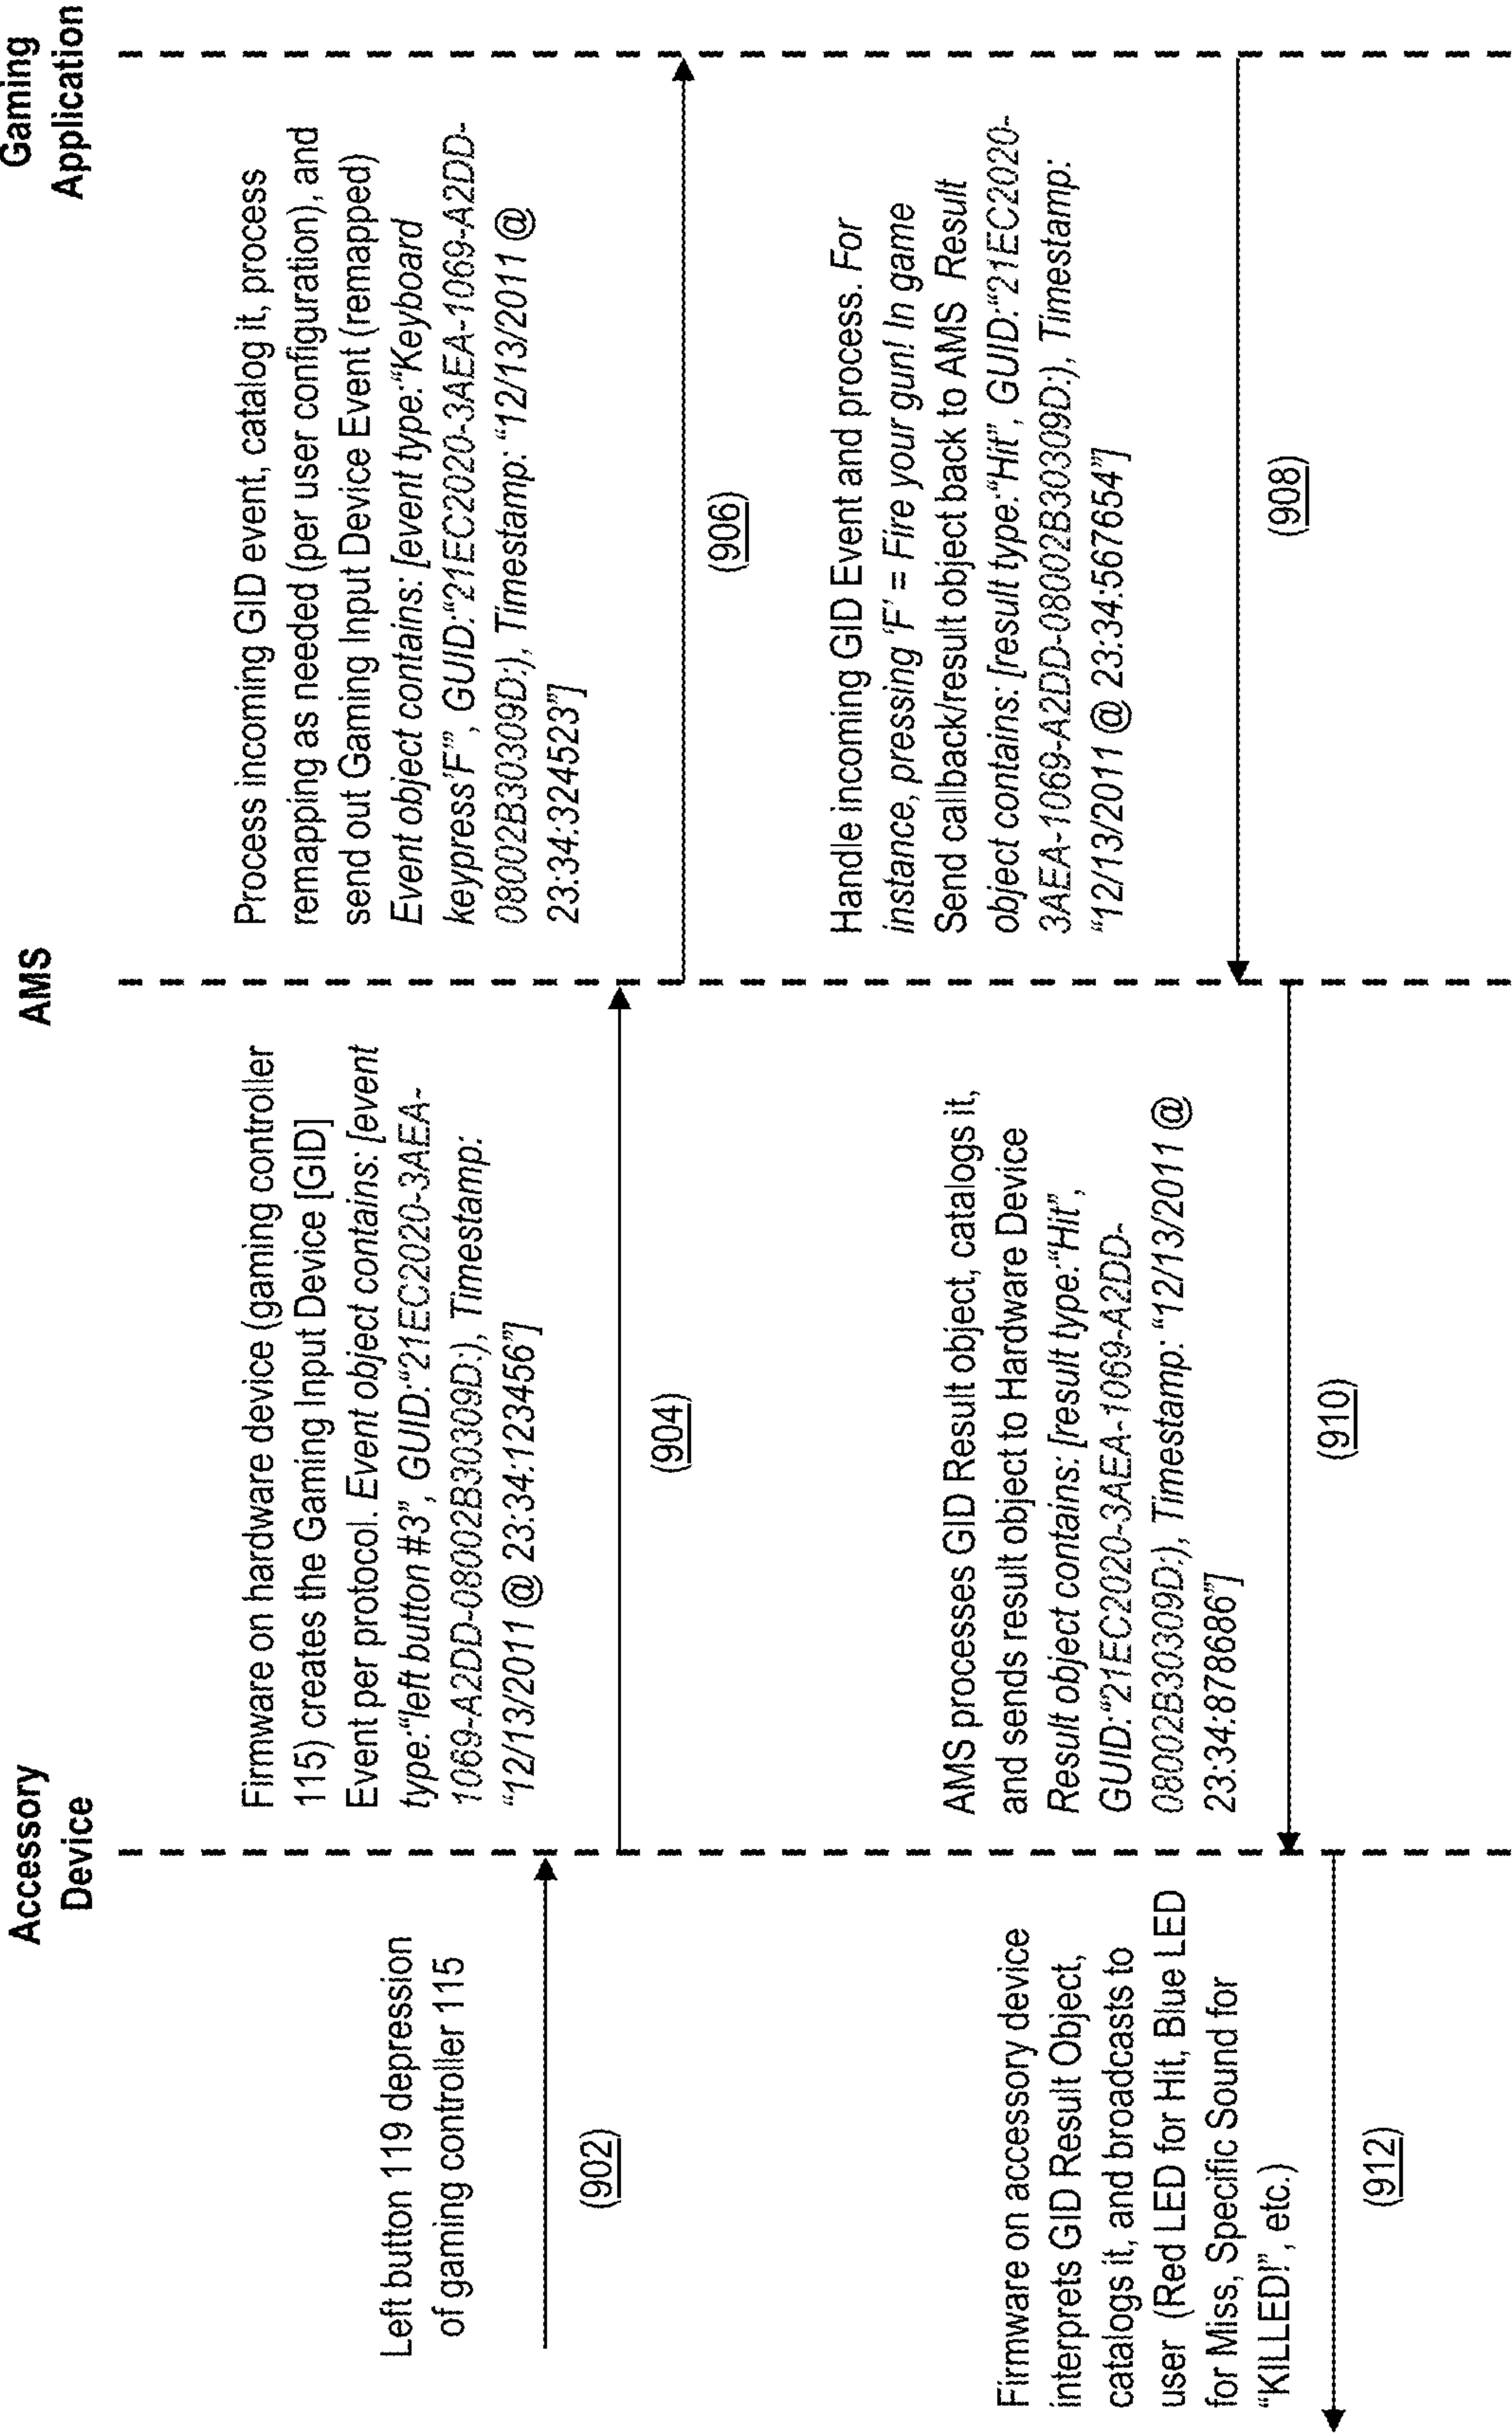 Accessory
Device
AMS
Gaming
Application
Left button 119 depression
of gaming controller 115
(902)
Firmware on hardware device (gaming controller
115) creates the Gaming Input Device [GID]
Event per protocol. Event object contains: [event
type:“left button #3”, GUID:“21EC2020-3AEA-
1069-A2DD-08002B30309D:), Timestamp:
“12/13/2011 @ 23:34:123456”]
(904)
Process incoming GID event, catalog it, process
remapping as needed (per user configuration), and
send out Gaming Input Device Event (remapped)
Event object contains: [event type:“Keyboard
keypress‘F’”, GUID:“21EC2020-3AEA-1069-A2DD-
08002B30309D:), Timestamp: “12/13/2011 @
23:34:324523”]
(906)
Handle incoming GID Event and process. For
instance, pressing ‘F’ = Fire your gun! In game
Send callback/result object back to AMS Result
object contains: [result type:“Hit”, GUID:“21EC2020-
3AEA-1069-A2DD-08002B30309D:), Timestamp:
“12/13/2011 @ 23:34:567654”]
(908)
AMS processes GID Result object, catalogs it,
and sends result object to Hardware Device
Result object contains: [result type:“Hit”,
GUID:“21EC2020-3AEA-1069-A2DD-
08002B30309D:), Timestamp: “12/13/2011 @
23:34:878686”]
(910)
Firmware on accessory device
interprets GID Result Object,
catalogs it, and broadcasts to
user (Red LED for Hit, Blue LED
for Miss, Specific Sound for
“KILLED!”, etc.)
(912)